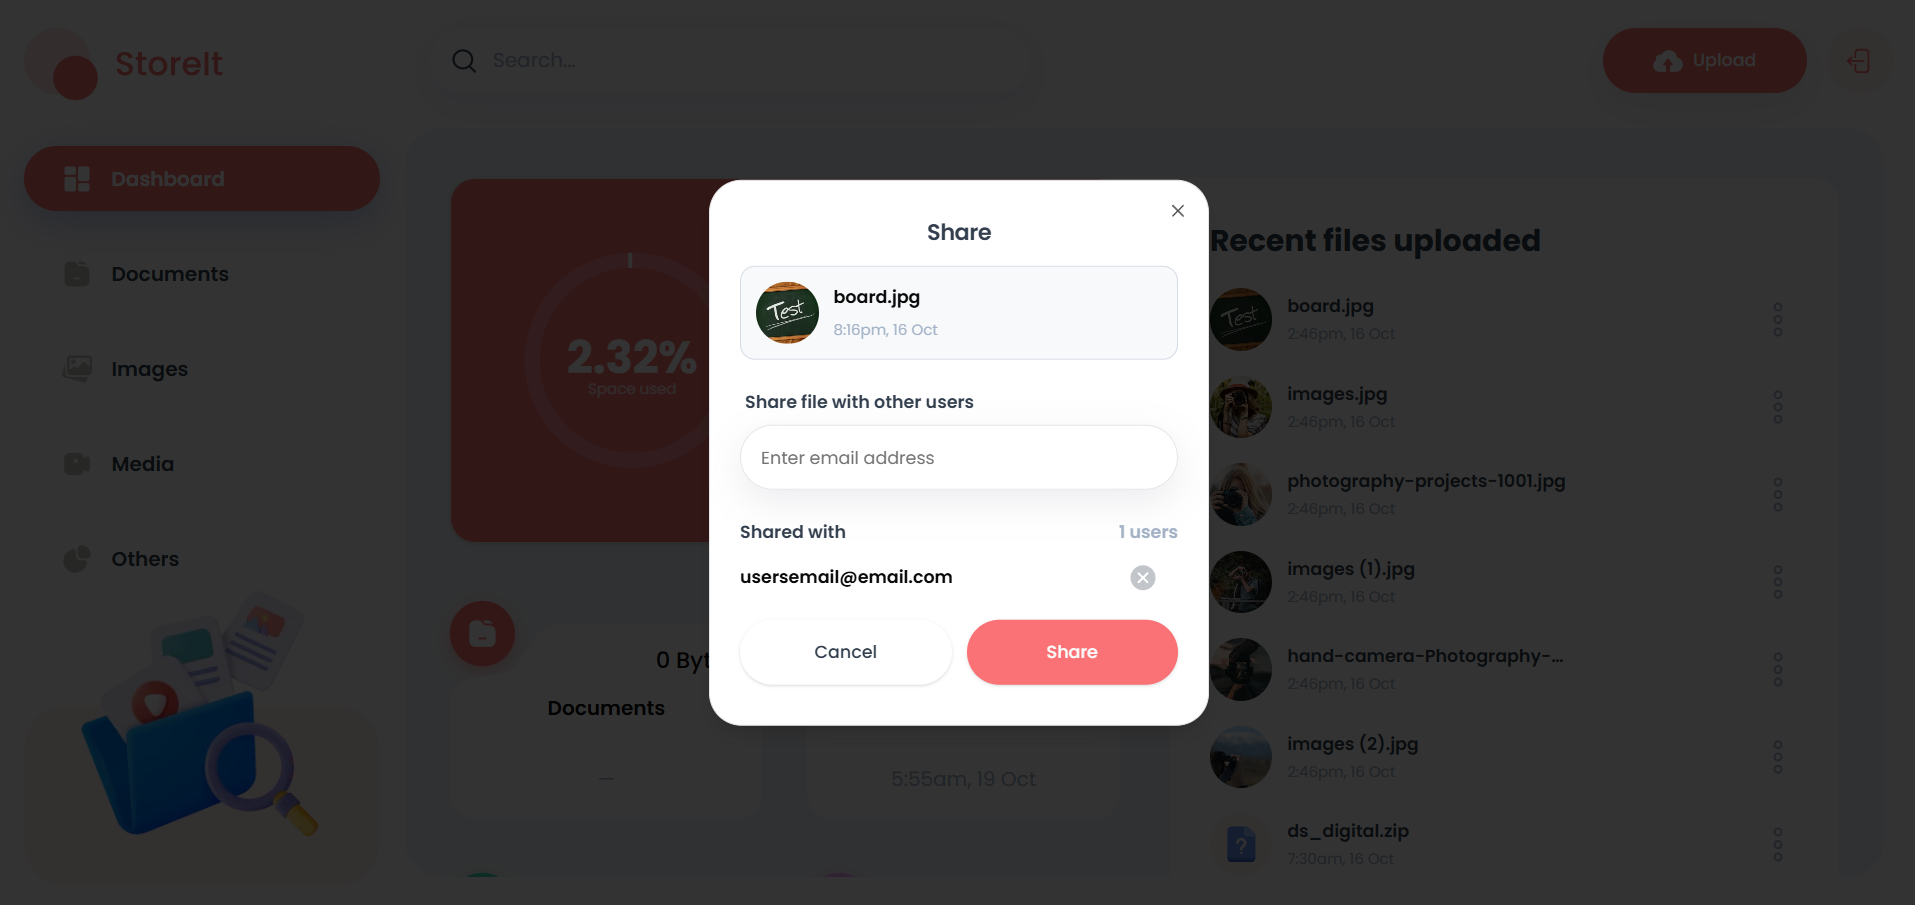 StoreIt
Search...
Upload
Dashboard
Documents
Images
Media
Others
2.32%
Space used
0 Byt
Documents
—
5:55am, 19 Oct
Share
Test
board.jpg
8:16pm, 16 Oct
Share file with other users
Enter email address
Shared with
1 users
usersemail@email.com
Cancel
Share
Recent files uploaded
Test
board.jpg
2:46pm, 16 Oct
images.jpg
2:46pm, 16 Oct
photography-projects-1001.jpg
2:46pm, 16 Oct
images (1).jpg
2:46pm, 16 Oct
hand-camera-Photography-...
2:46pm, 16 Oct
images (2).jpg
2:46pm, 16 Oct
?
ds_digital.zip
7:30am, 16 Oct